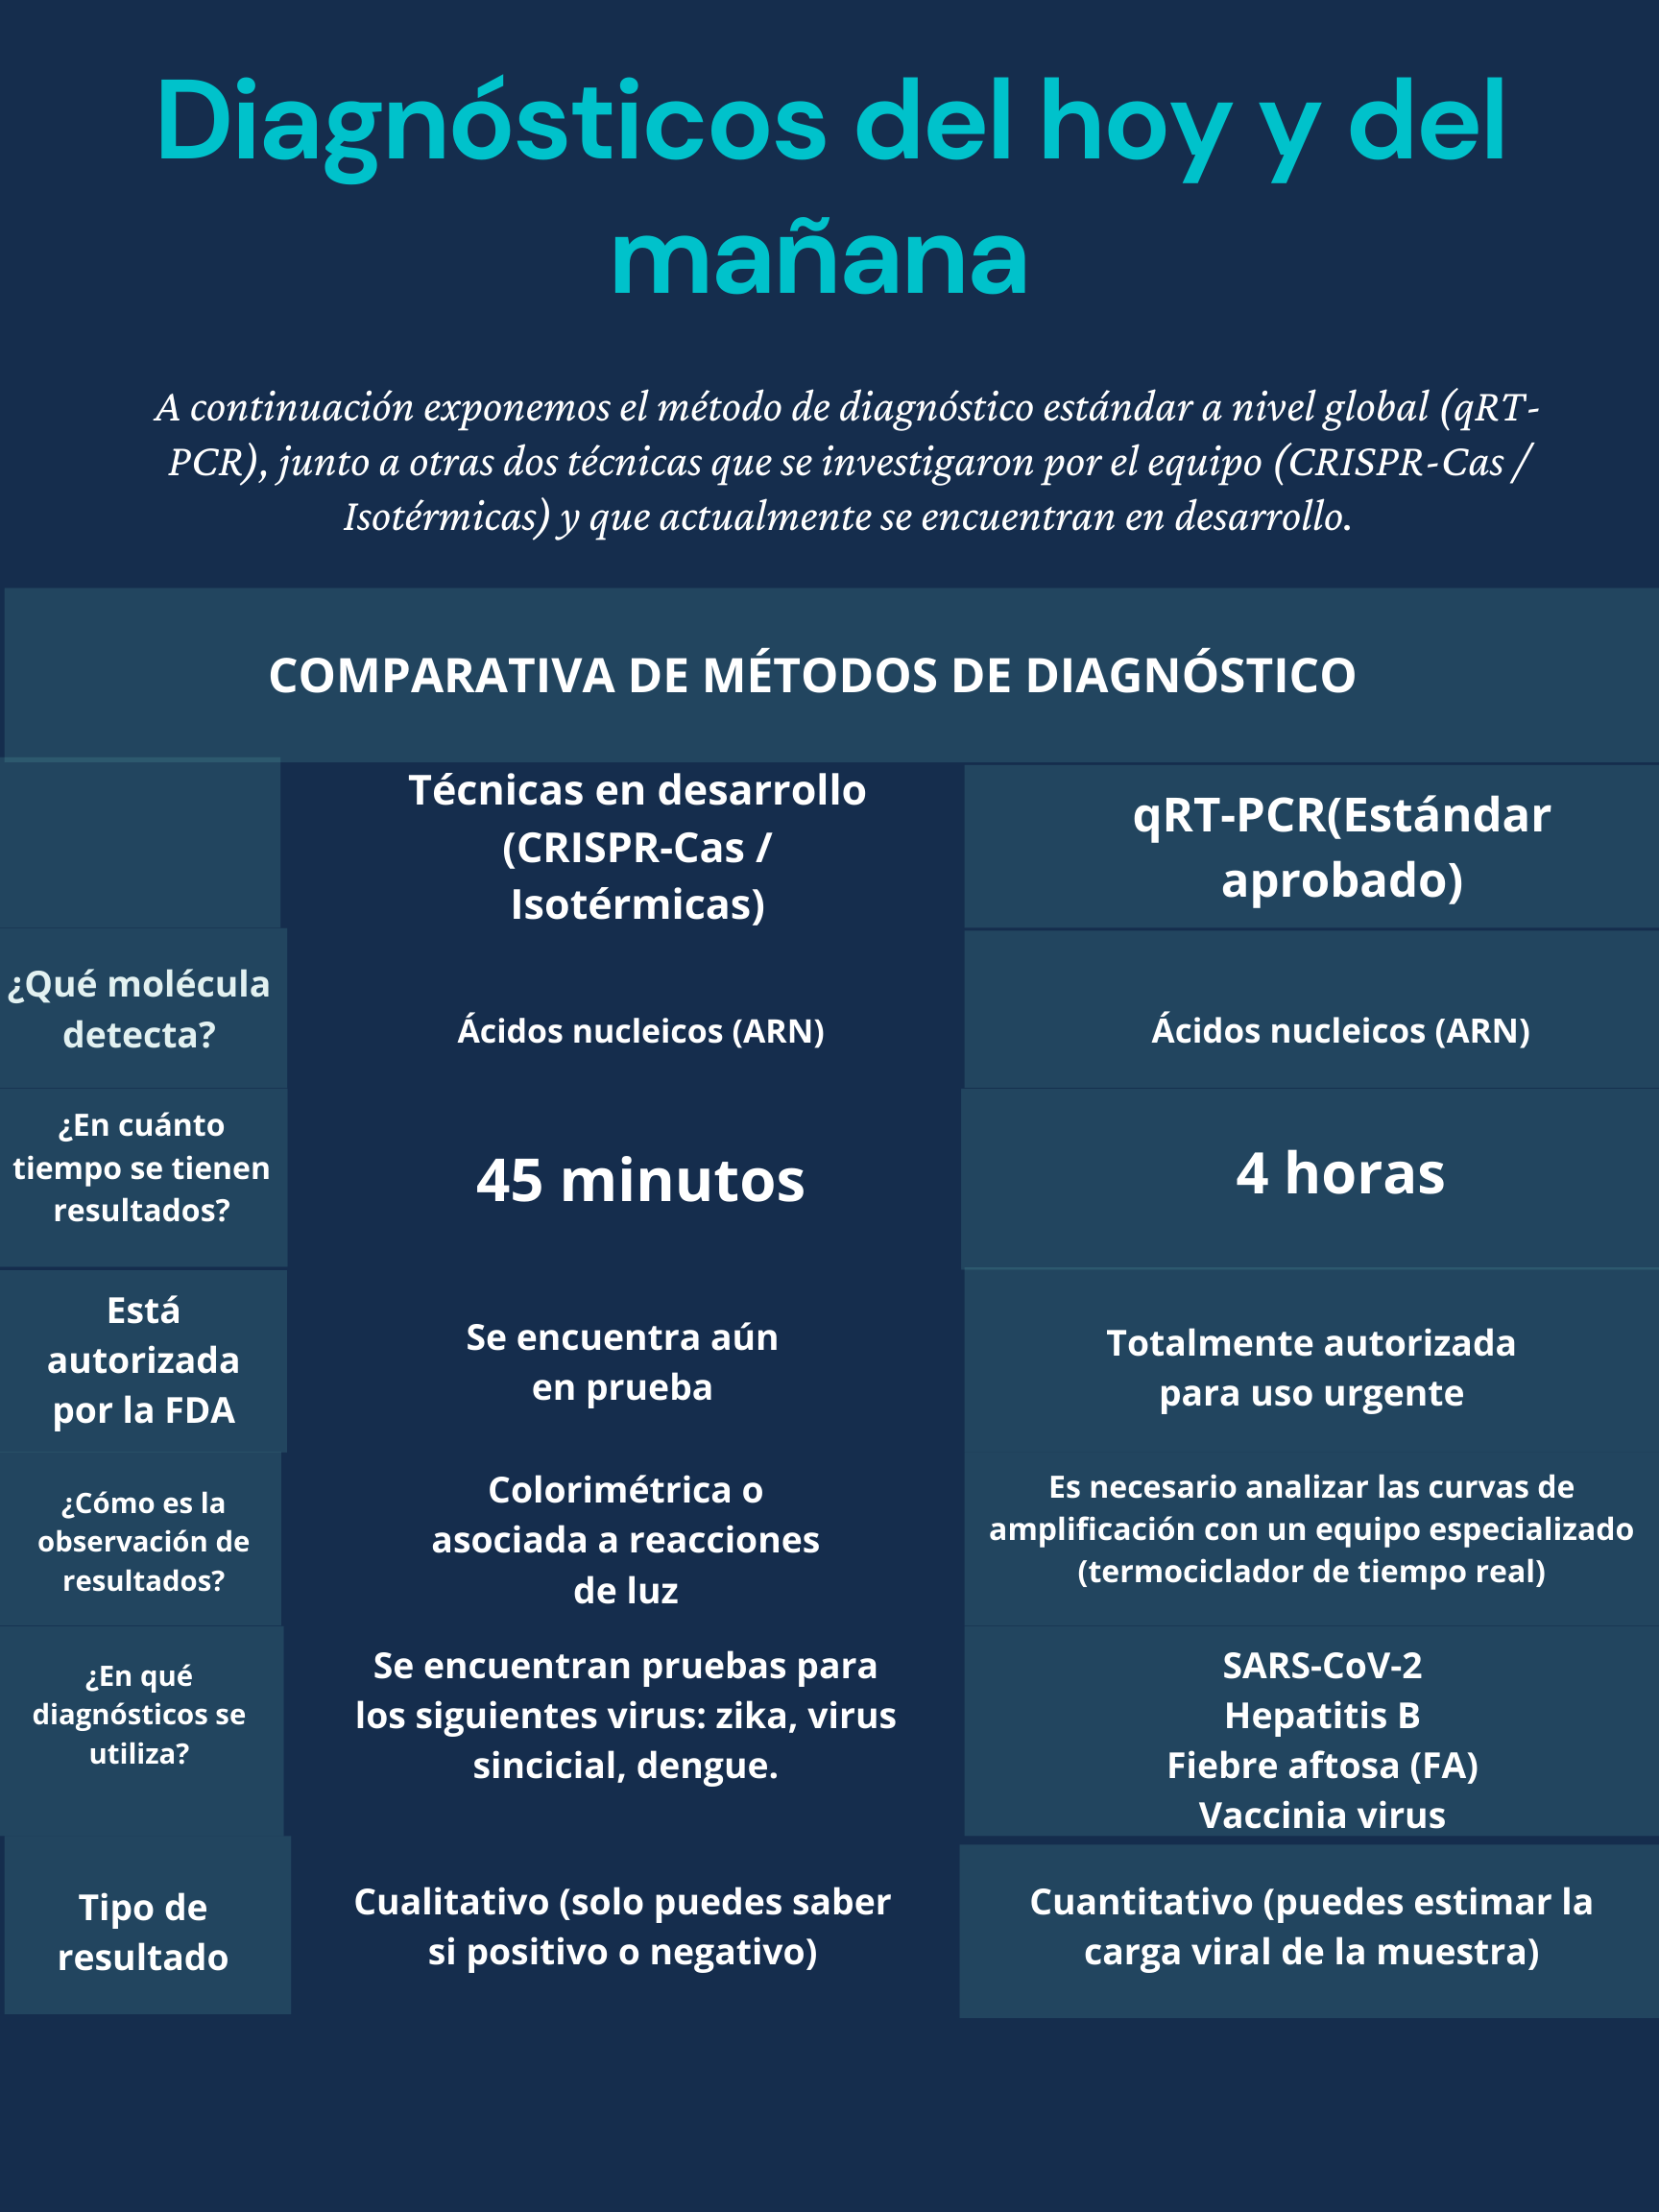 Diagnósticos del hoy y del
mañana
A continuación exponemos el método de diagnóstico estándar a nivel global (qRT-
PCR), junto a otras dos técnicas que se investigaron por el equipo (CRISPR-Cas /
Isotérmicas) y que actualmente se encuentran en desarrollo.
COMPARATIVA DE MÉTODOS DE DIAGNÓSTICO
Técnicas en desarrollo
(CRISPR-Cas /
Isotérmicas)
qRT-PCR(Estándar
aprobado)
¿Qué molécula
detecta?
Ácidos nucleicos (ARN)
Ácidos nucleicos (ARN)
¿En cuánto
tiempo se tienen
resultados?
45 minutos
4 horas
Está
autorizada
por la FDA
Se encuentra aún
en prueba
Totalmente autorizada
para uso urgente
¿Cómo es la
observación de
resultados?
Colorimétrica o
asociada a reacciones
de luz
Es necesario analizar las curvas de
amplificación con un equipo especializado
(termociclador de tiempo real)
¿En qué
diagnósticos se
utiliza?
Se encuentran pruebas para
los siguientes virus: zika, virus
sincicial, dengue.
SARS-CoV-2
Hepatitis B
Fiebre aftosa (FA)
Vaccinia virus
Tipo de
resultado
Cualitativo (solo puedes saber
si positivo o negativo)
Cuantitativo (puedes estimar la
carga viral de la muestra)